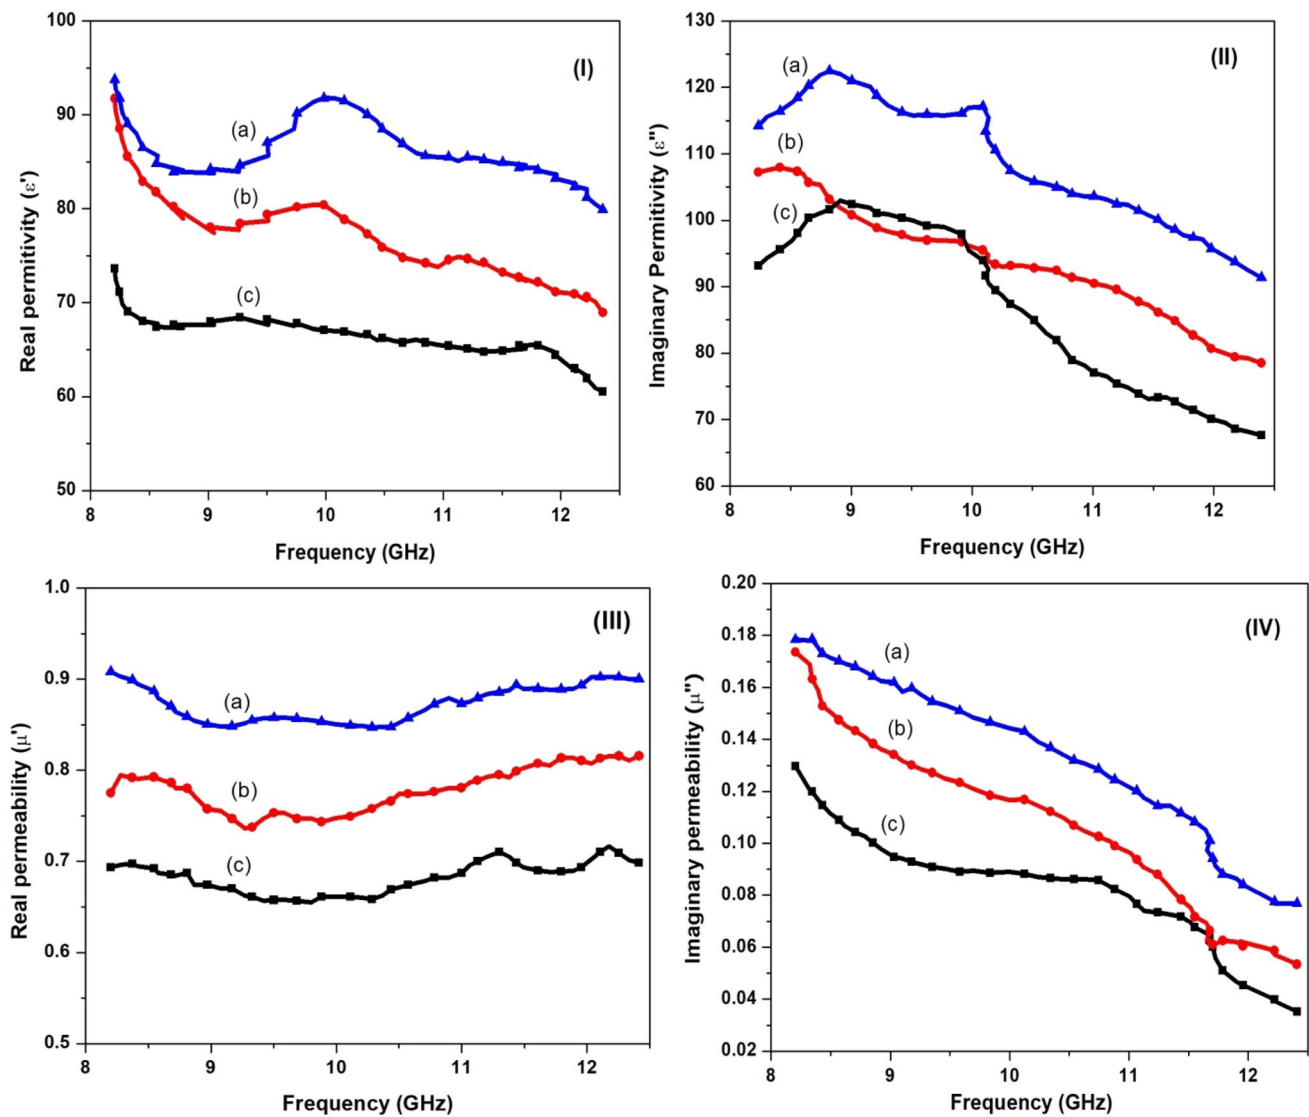 100
90
80
70
60
50
Real permitivity (ε')
(I)
(a)
(b)
(c)
8 9 10 11 12
Frequency (GHz)
130
120
110
100
90
80
70
60
Imaginary Permitivity (ε")
(II)
(a)
(b)
(c)
8 9 10 11 12
Frequency (GHz)
1.0
0.9
0.8
0.7
0.6
0.5
Real permeability (μ')
(III)
(a)
(b)
(c)
8 9 10 11 12
Frequency (GHz)
0.20
0.18
0.16
0.14
0.12
0.10
0.08
0.06
0.04
0.02
Imaginary permeability (μ")
(IV)
(a)
(b)
(c)
8 9 10 11 12
Frequency (GHz)